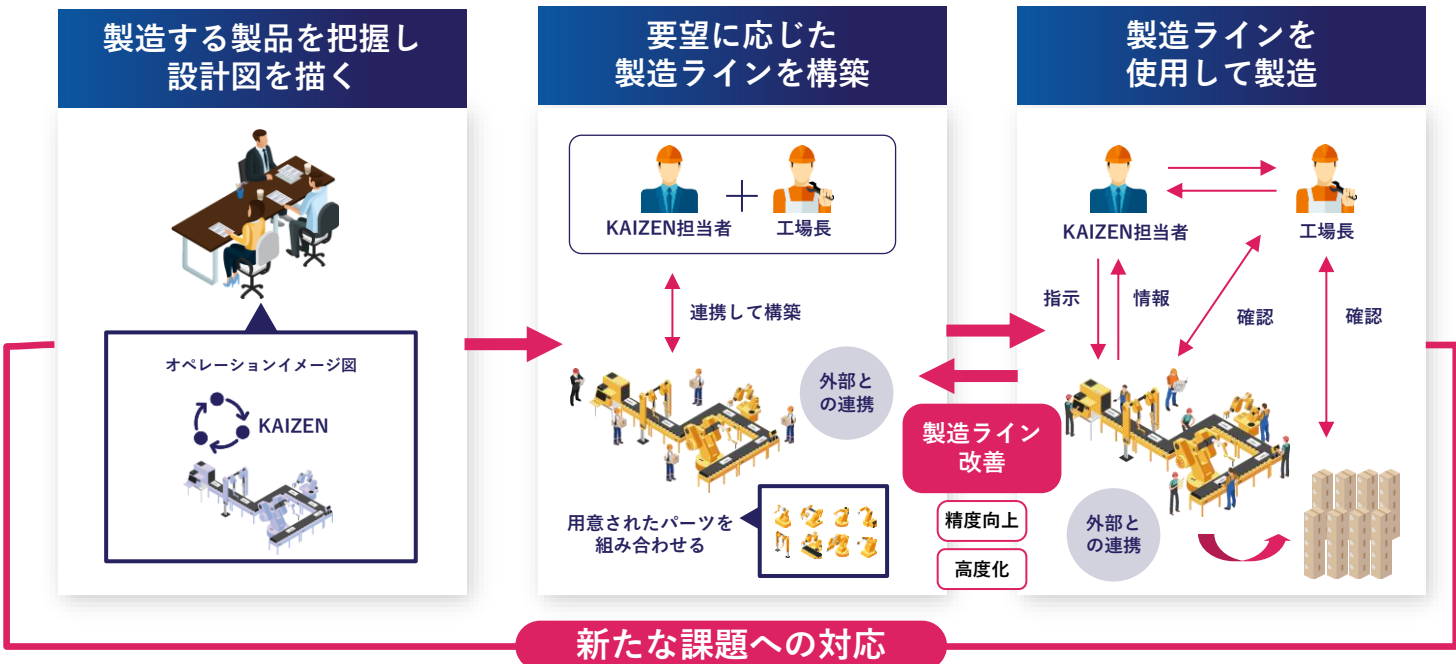 製造する製品を把握し
設計図を描く
オペレーションイメージ図
KAIZEN
要望に応じた
製造ラインを構築
KAIZEN担当者
工場長
連携して構築
外部と
の連携
用意されたパーツを
組み合わせる
製造ライン
改善
精度向上
高度化
製造ラインを
使用して製造
KAIZEN担当者
工場長
指示
情報
確認
確認
外部と
の連携
新たな課題への対応